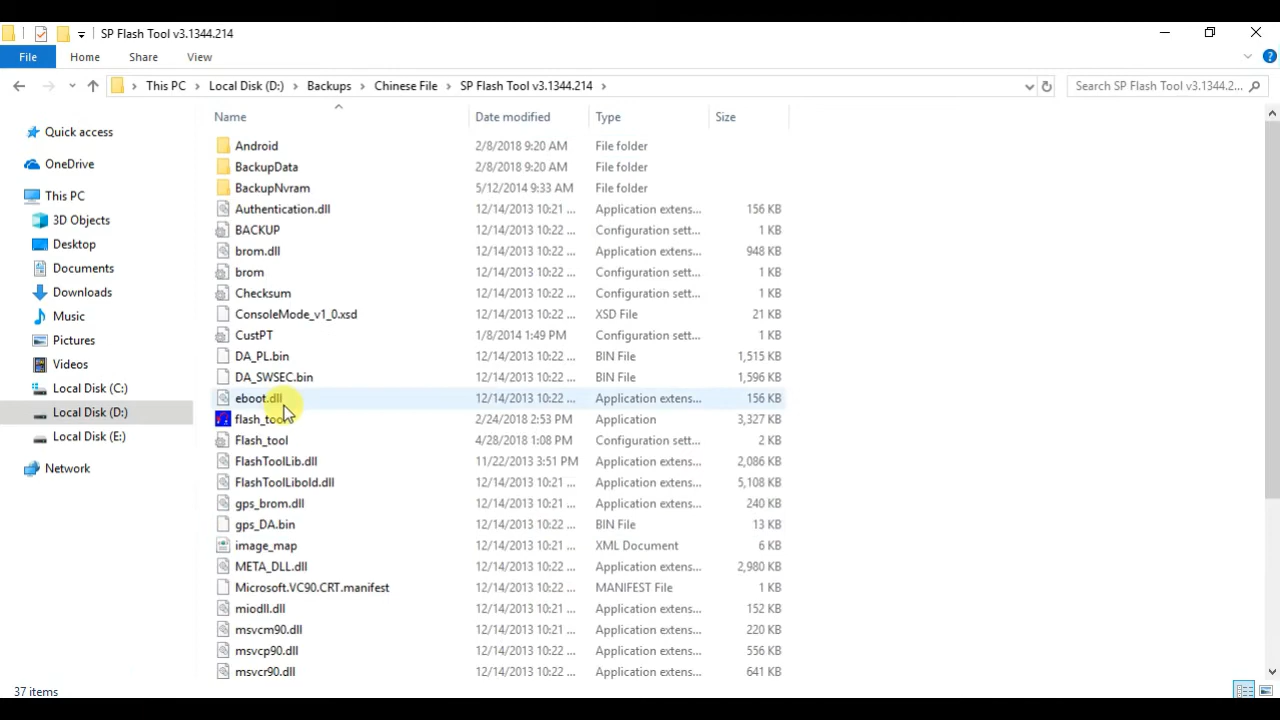 SP Flash Tool v3.1344.214
File Home Share View
This PC Local Disk (D:) Backups Chinese File SP Flash Tool v3.1344.214 Search SP Flash Tool v3.1344.2...
Name Date modified Type Size
Quick access
OneDrive
This PC
3D Objects
Desktop
Documents
Downloads
Music
Pictures
Videos
Local Disk (C:)
Local Disk (D:)
Local Disk (E:)
Network
Android 2/8/2018 9:20 AM File folder
BackupData 2/8/2018 9:20 AM File folder
BackupNvram 5/12/2014 9:33 AM File folder
Authentication.dll 12/14/2013 10:21 ... Application extens... 156 KB
BACKUP 12/14/2013 10:22 ... Configuration sett... 1 KB
brom.dll 12/14/2013 10:22 ... Application extens... 948 KB
brom 12/14/2013 10:22 ... Configuration sett... 1 KB
Checksum 12/14/2013 10:22 ... Configuration sett... 1 KB
ConsoleMode_v1_0.xsd 12/14/2013 10:22 ... XSD File 21 KB
CustPT 1/8/2014 1:49 PM Configuration sett... 1 KB
DA_PL.bin 12/14/2013 10:22 ... BIN File 1,515 KB
DA_SWSEC.bin 12/14/2013 10:22 ... BIN File 1,596 KB
eboot.dll 12/14/2013 10:22 ... Application extens... 156 KB
flash_tool 2/24/2018 2:53 PM Application 3,327 KB
Flash_tool 4/28/2018 1:08 PM Configuration sett... 2 KB
FlashToolLib.dll 11/22/2013 3:51 PM Application extens... 2,086 KB
FlashToolLibold.dll 12/14/2013 10:21 ... Application extens... 5,108 KB
gps_brom.dll 12/14/2013 10:22 ... Application extens... 240 KB
gps_DA.bin 12/14/2013 10:22 ... BIN File 13 KB
image_map 12/14/2013 10:21 ... XML Document 6 KB
META_DLL.dll 12/14/2013 10:22 ... Application extens... 2,980 KB
Microsoft.VC90.CRT.manifest 12/14/2013 10:22 ... MANIFEST File 1 KB
miodll.dll 12/14/2013 10:21 ... Application extens... 152 KB
msvcm90.dll 12/14/2013 10:21 ... Application extens... 220 KB
msvcp90.dll 12/14/2013 10:22 ... Application extens... 556 KB
msvcr90.dll 12/14/2013 10:22 ... Application extens... 641 KB
37 items